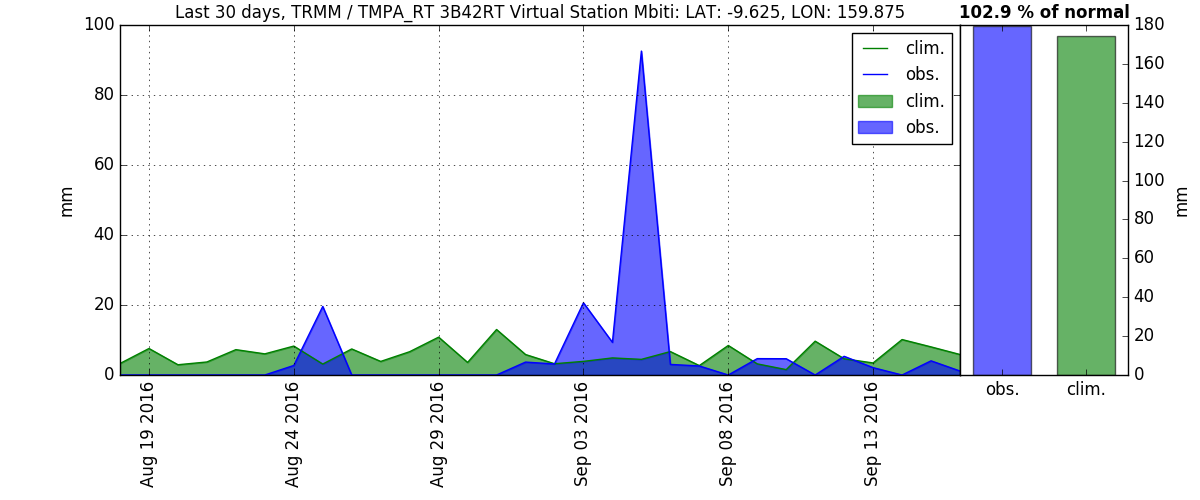 Last 30 days, TRMM / TMPA_RT 3B42RT Virtual Station Mbiti: LAT: -9.625, LON: 159.875
102.9 % of normal
100
80
60
40
20
0
mm
clim.
obs.
clim.
obs.
180
160
140
120
100
80
60
40
20
0
mm
obs.
clim.
Aug 19 2016
Aug 24 2016
Aug 29 2016
Sep 03 2016
Sep 08 2016
Sep 13 2016